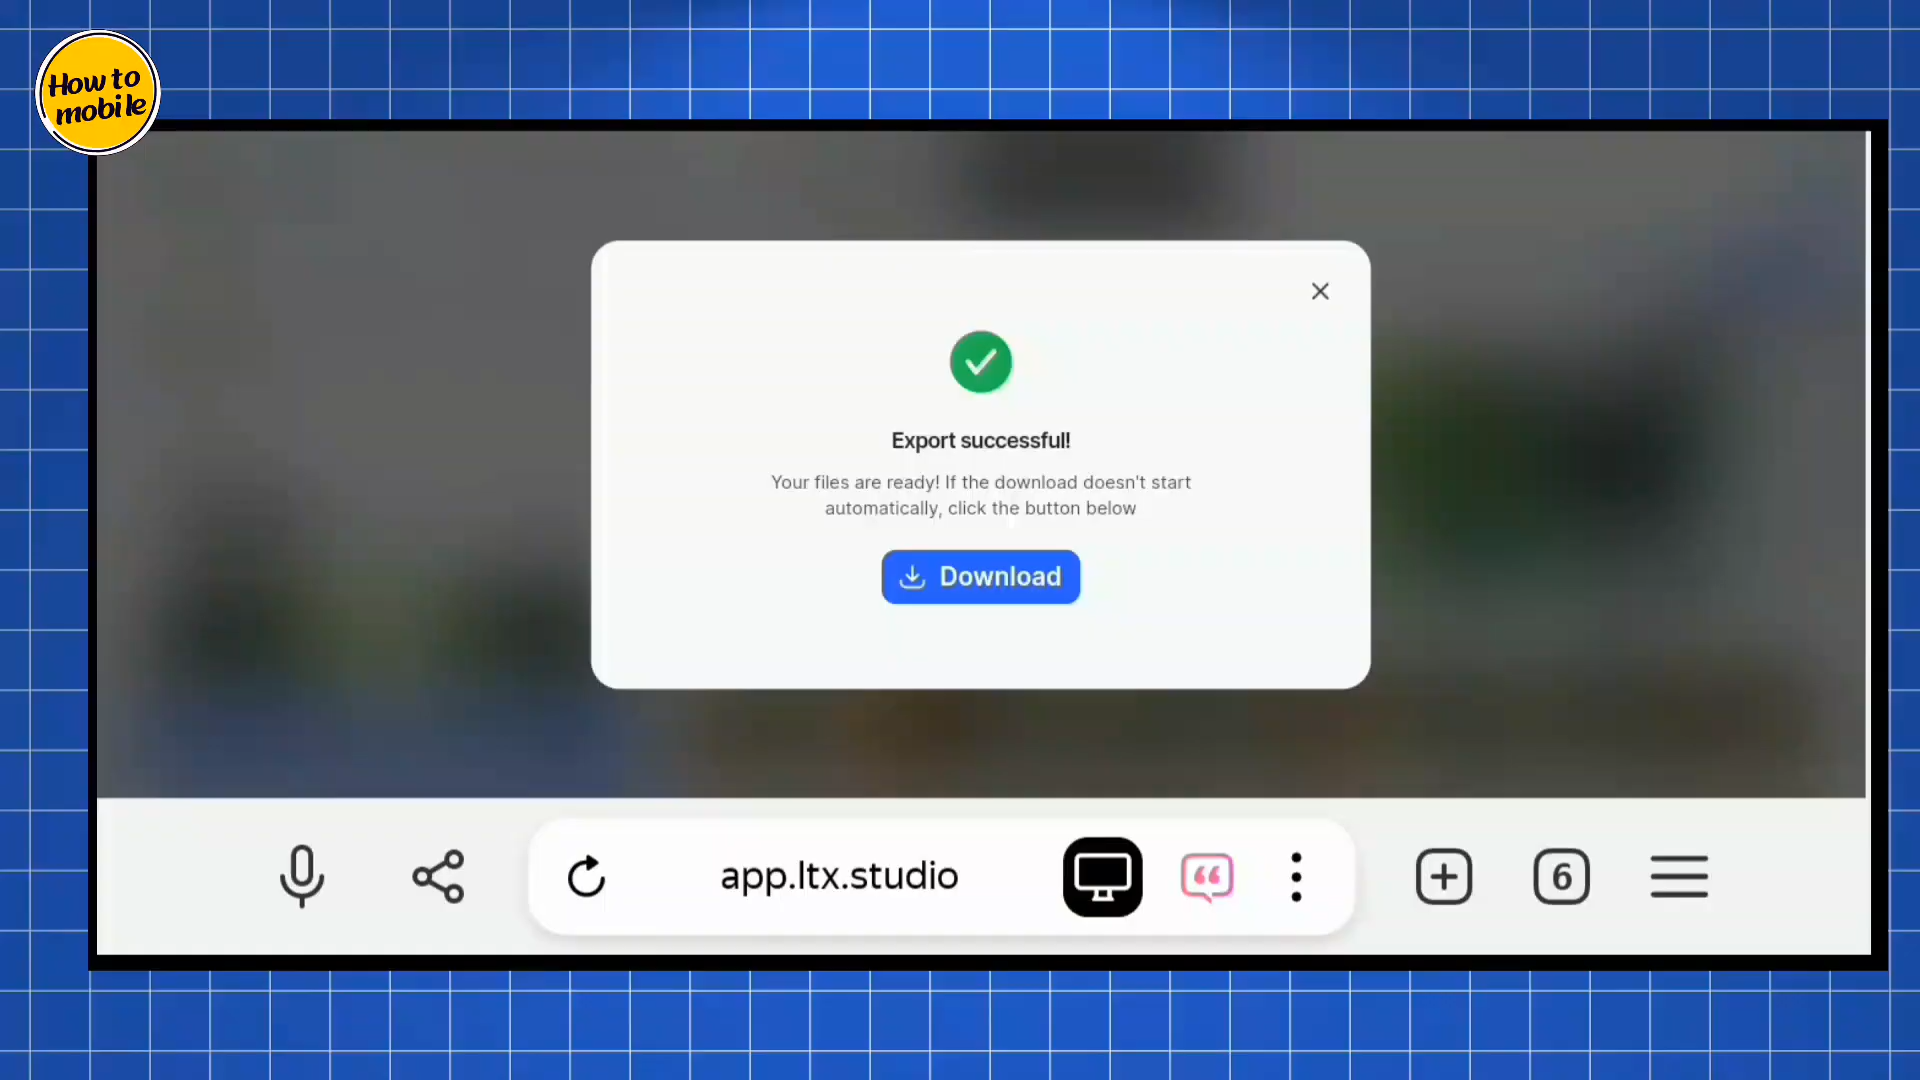 How to
mobile
Export successful!
Your files are ready! If the download doesn't start
automatically, click the button below
Download
app.ltx.studio
6